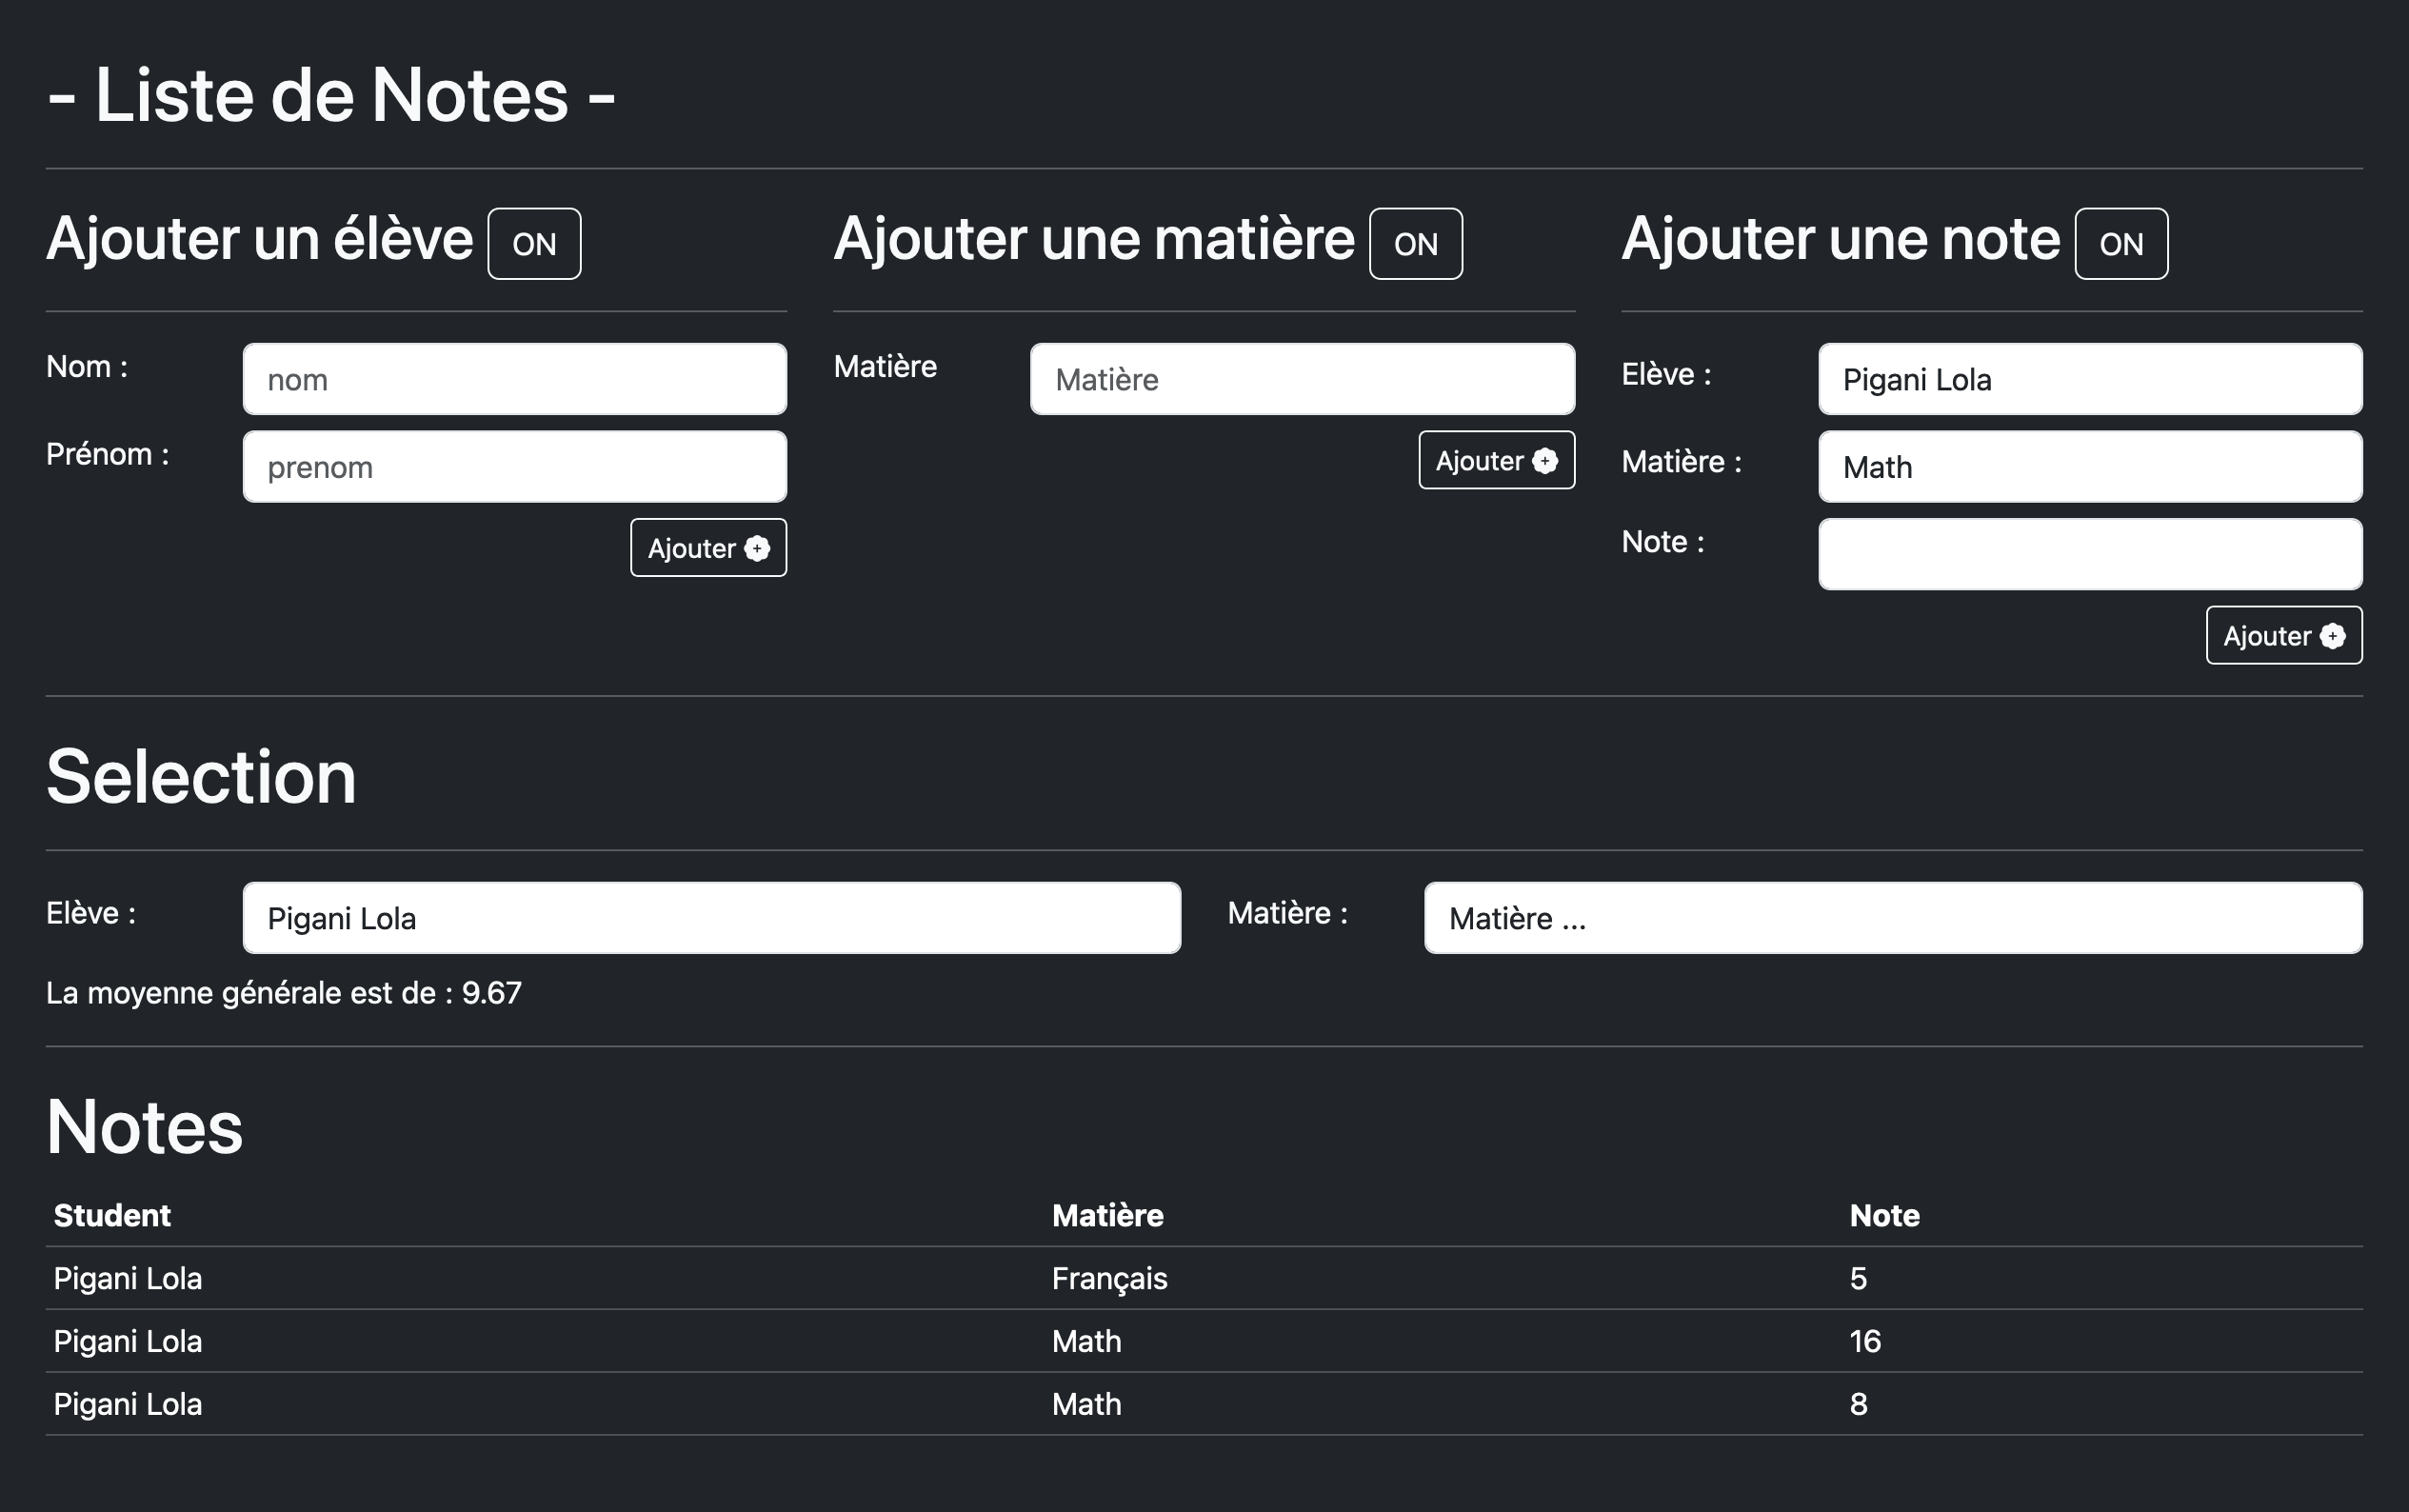 - Liste de Notes -
Ajouter un élève ON
Nom : nom
Prénom : prenom
Ajouter
Ajouter une matière ON
Matière Matière
Ajouter
Ajouter une note ON
Elève : Pigani Lola
Matière : Math
Note :
Ajouter
Selection
Elève : Pigani Lola Matière : Matière ...
La moyenne générale est de : 9.67
Notes
Student Matière Note
Pigani Lola Français 5
Pigani Lola Math 16
Pigani Lola Math 8